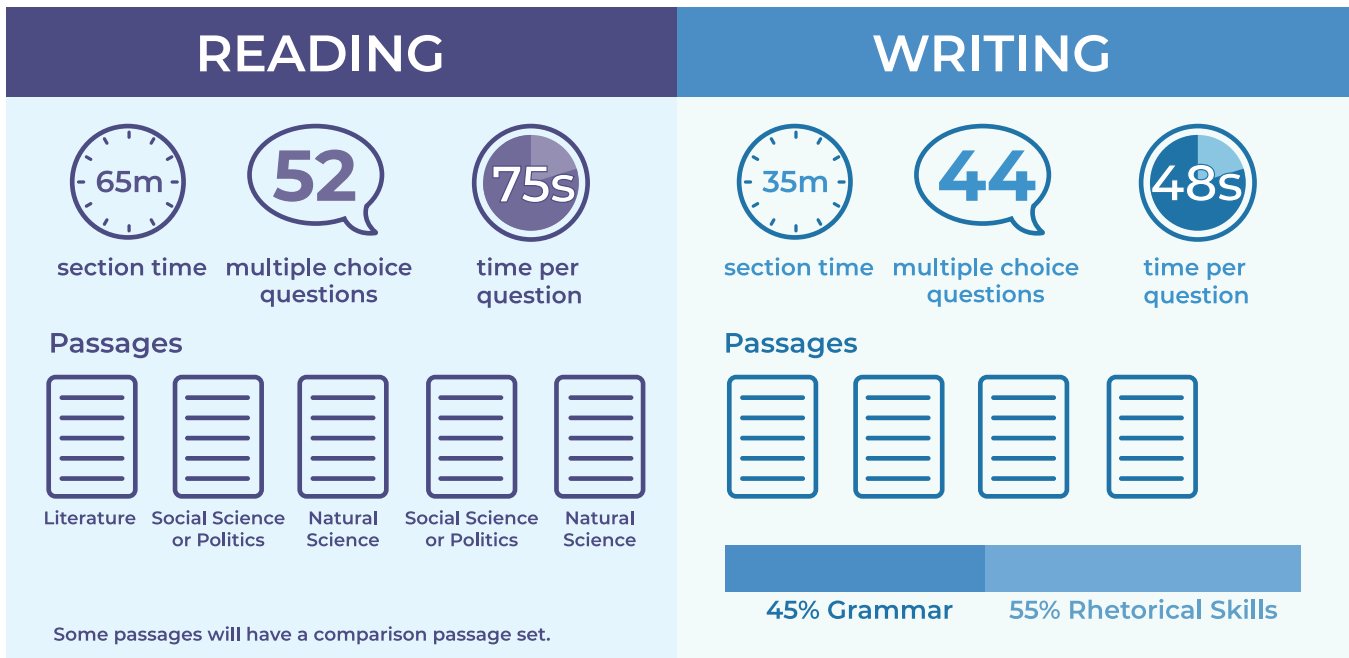 READING
65m
52
75s
section time
multiple choice
questions
time per
question
Passages
Literature
Social Science
or Politics
Natural
Science
Social Science
or Politics
Natural
Science
Some passages will have a comparison passage set.
WRITING
35m
44
48s
section time
multiple choice
questions
time per
question
Passages
45% Grammar
55% Rhetorical Skills